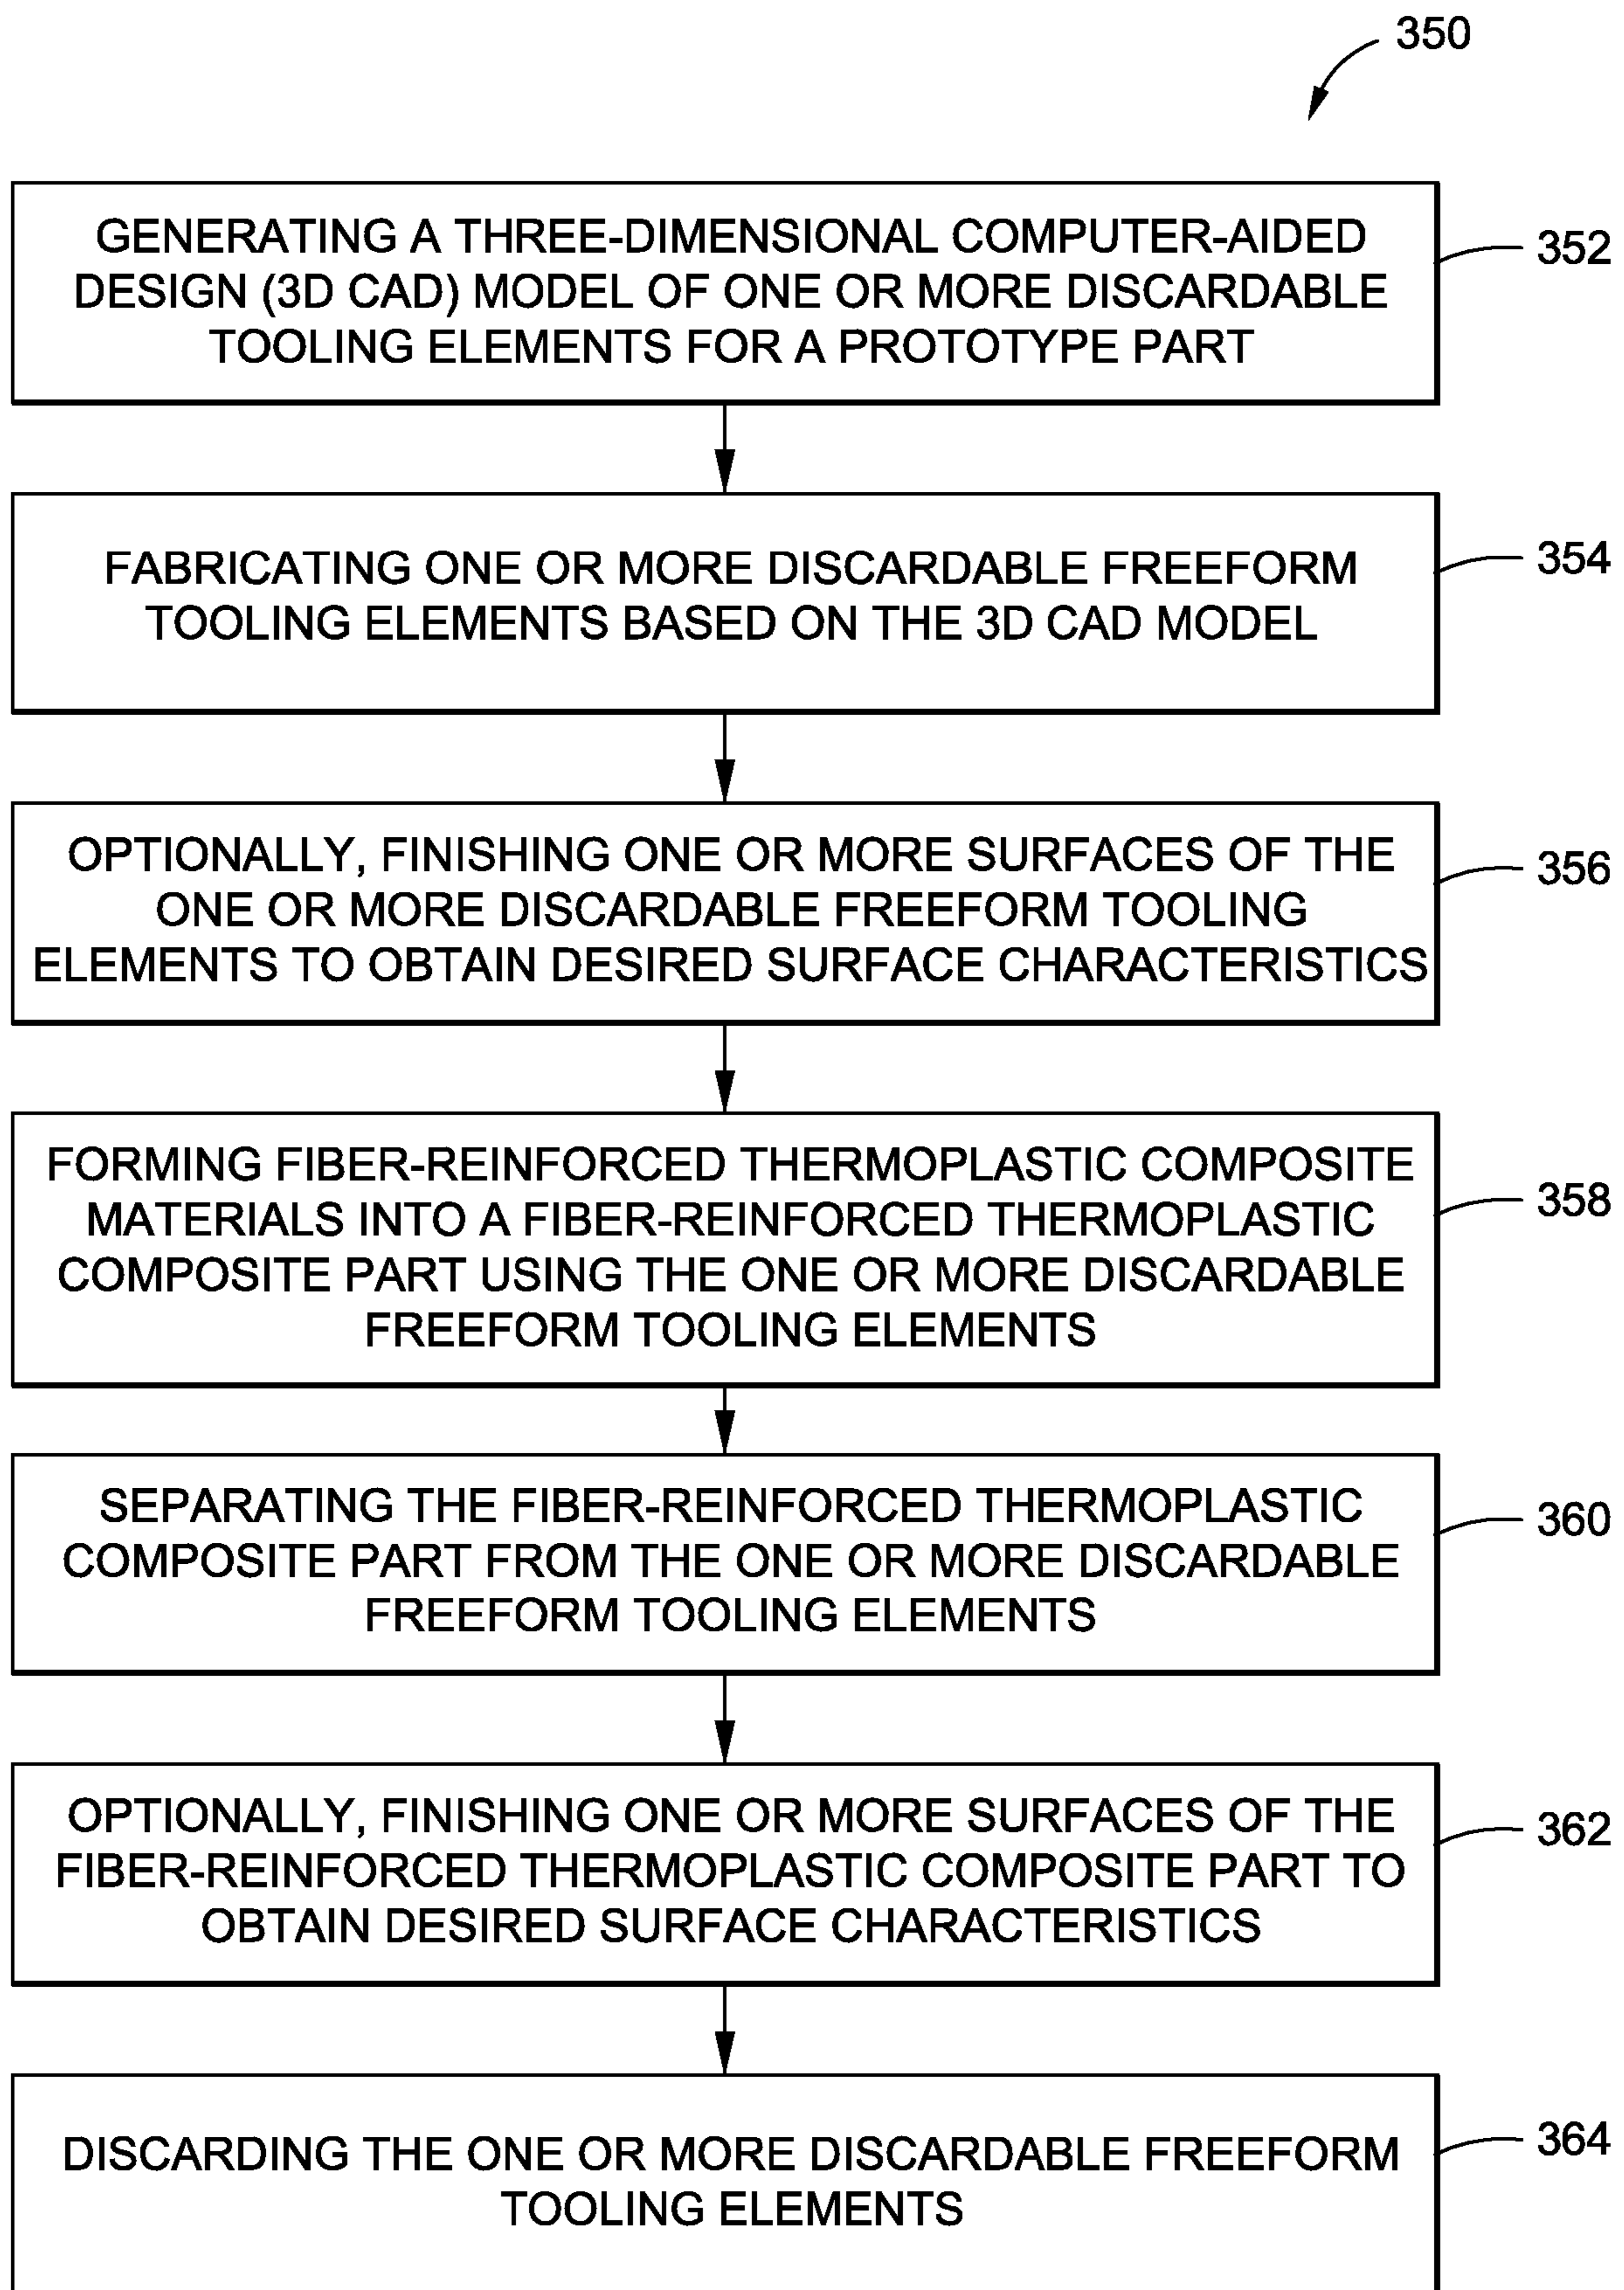 350
GENERATING A THREE-DIMENSIONAL COMPUTER-AIDED
DESIGN (3D CAD) MODEL OF ONE OR MORE DISCARDABLE
TOOLING ELEMENTS FOR A PROTOTYPE PART
352
FABRICATING ONE OR MORE DISCARDABLE FREEFORM
TOOLING ELEMENTS BASED ON THE 3D CAD MODEL
354
OPTIONALLY, FINISHING ONE OR MORE SURFACES OF THE
ONE OR MORE DISCARDABLE FREEFORM TOOLING
ELEMENTS TO OBTAIN DESIRED SURFACE CHARACTERISTICS
356
FORMING FIBER-REINFORCED THERMOPLASTIC COMPOSITE
MATERIALS INTO A FIBER-REINFORCED THERMOPLASTIC
COMPOSITE PART USING THE ONE OR MORE DISCARDABLE
FREEFORM TOOLING ELEMENTS
358
SEPARATING THE FIBER-REINFORCED THERMOPLASTIC
COMPOSITE PART FROM THE ONE OR MORE DISCARDABLE
FREEFORM TOOLING ELEMENTS
360
OPTIONALLY, FINISHING ONE OR MORE SURFACES OF THE
FIBER-REINFORCED THERMOPLASTIC COMPOSITE PART TO
OBTAIN DESIRED SURFACE CHARACTERISTICS
362
DISCARDING THE ONE OR MORE DISCARDABLE FREEFORM
TOOLING ELEMENTS
364